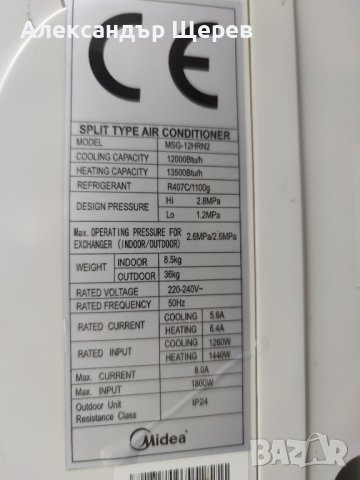 Александър Щерев
CE
SPLIT TYPE AIR CONDITIONER
MODEL MSG-12HRN2
COOLING CAPACITY 12000Btu/h
HEATING CAPACITY 13500Btu/h
REFRIGERANT R407C/1100g
DESIGN PRESSURE Hi 2.8MPa
Lo 1.2MPa
Max. OPERATING PRESSURE FOR
EXCHANGER (INDOOR/OUTDOOR) 2.6MPa/2.6MPa
WEIGHT INDOOR 8.5kg
OUTDOOR 36kg
RATED VOLTAGE 220-240V~
RATED FREQUENCY 50Hz
RATED CURRENT COOLING 5.6A
HEATING 6.4A
RATED INPUT COOLING 1260W
HEATING 1440W
Max. CURRENT 8.0A
Max. INPUT 1800W
Outdoor Unit
Resistance Class IP24
Midea
Александър Щерев
BAZAR
bg